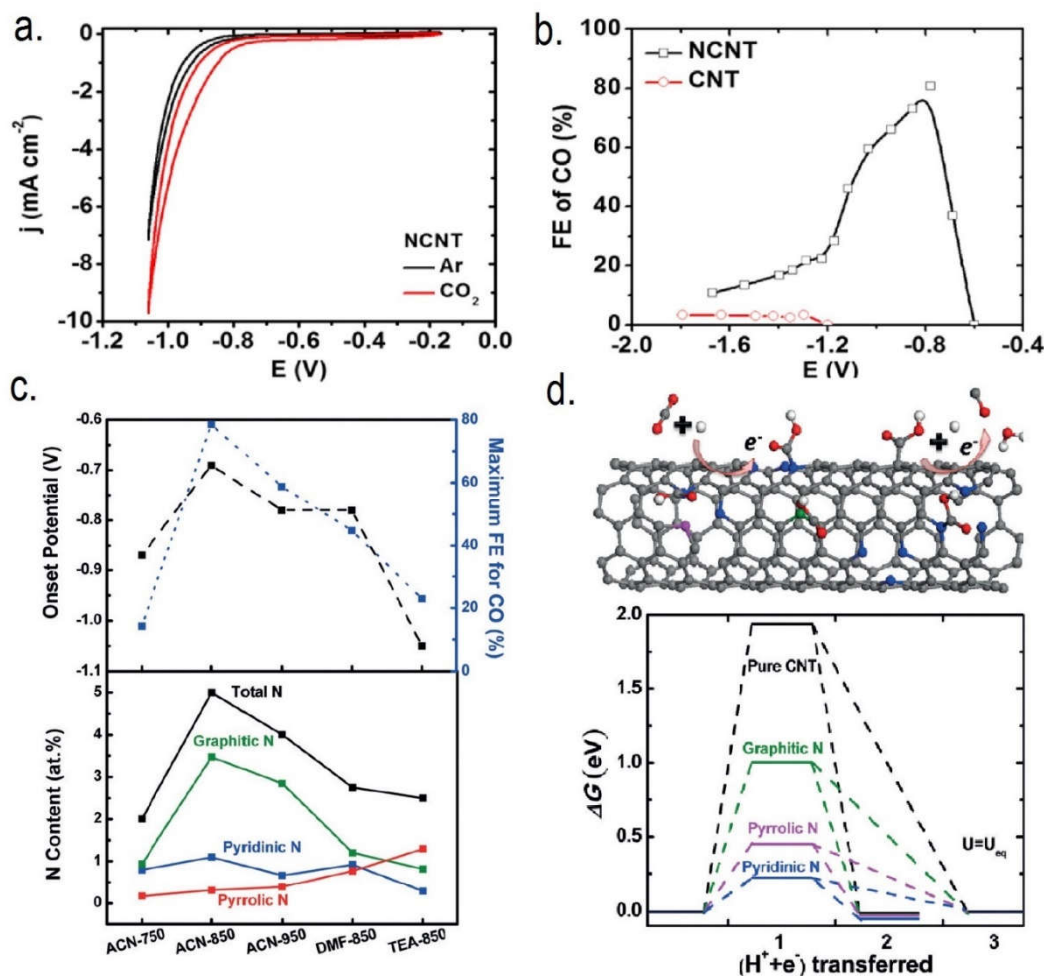 a.
0
-2
-4
-6
-8
-10
j (mA cm⁻²)
NCNT
Ar
CO₂
-1.2 -1.0 -0.8 -0.6 -0.4 -0.2 0.0
E (V)
b.
100
80
60
40
20
0
FE of CO (%)
NCNT
CNT
-2.0 -1.6 -1.2 -0.8 -0.4
E (V)
c.
-0.6
-0.7
-0.8
-0.9
-1.0
-1.1
Onset Potential (V)
80
60
40
20
0
Maximum FE for CO (%)
5
4
3
2
1
0
N Content (at.%)
Total N
Graphitic N
Pyridinic N
Pyrrolic N
ACN-750 ACN-850 ACN-950 DMF-850 TEA-850
d.
+ e⁻ + e⁻
2.0
1.5
1.0
0.5
0.0
ΔG (eV)
Pure CNT
Graphitic N
Pyrrolic N
Pyridinic N
U=U_eq
1 2 3
(H⁺+e⁻) transferred